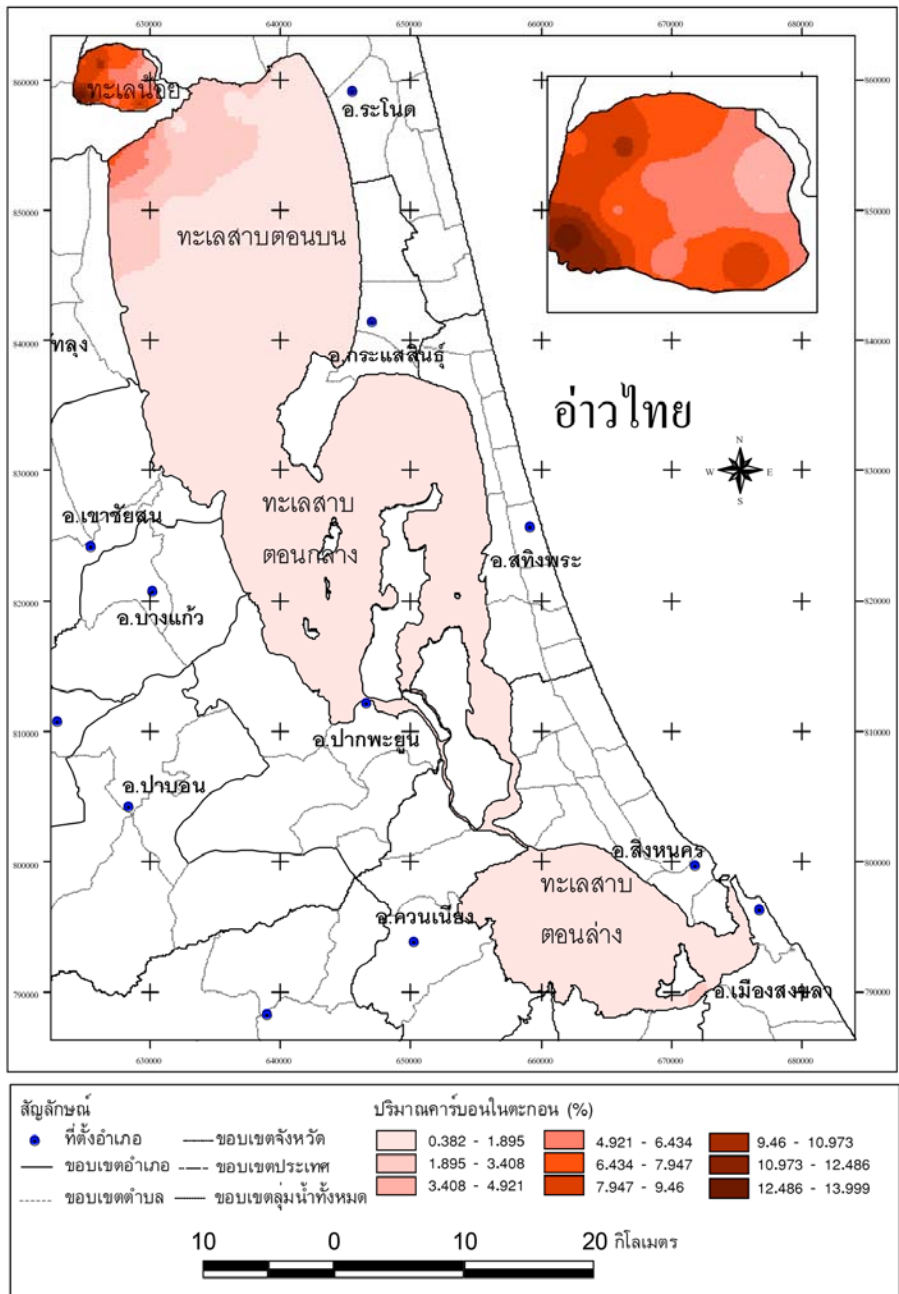 630000 640000 650000 660000 670000 680000
860000 860000
ทะเลน้อย
อ.ระโนด
850000 850000
ทะเลสาบตอนบน
840000 840000
ทลุง
อ.กระแสสินธุ์
อ่าวไทย
N
W E
S
830000 830000
ทะเลสาบ
ตอนกลาง
อ.เขาชัยสน
อ.สทิงพระ
820000 820000
อ.บางแก้ว
810000 810000
อ.ปากพะยูน
อ.ป่าบอน
800000 800000
อ.สิงหนคร
ทะเลสาบ
ตอนล่าง
อ.ควนเนียง
790000 790000
อ.เมืองสงขลา
630000 640000 650000 660000 670000 680000
สัญลักษณ์
ที่ตั้งอำเภอ
ขอบเขตอำเภอ
ขอบเขตตำบล
ขอบเขตจังหวัด
ขอบเขตประเทศ
ขอบเขตลุ่มน้ำทั้งหมด
ปริมาณคาร์บอนในตะกอน (%)
0.382 - 1.895
1.895 - 3.408
3.408 - 4.921
4.921 - 6.434
6.434 - 7.947
7.947 - 9.46
9.46 - 10.973
10.973 - 12.486
12.486 - 13.999
10 0 10 20 กิโลเมตร